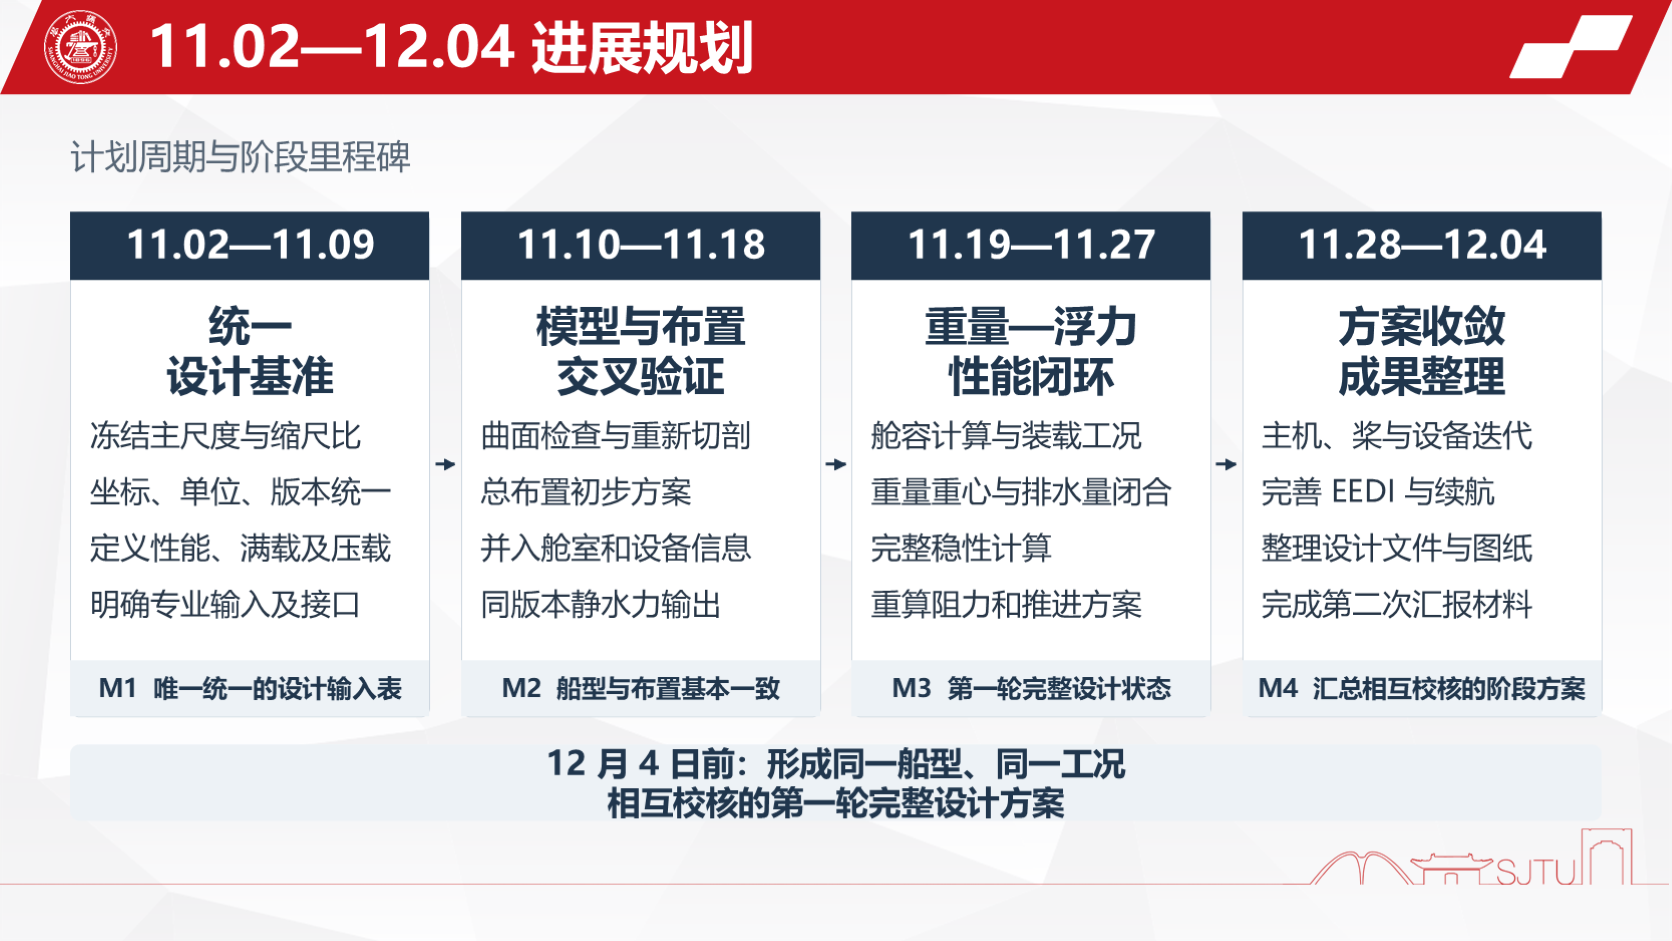 11.02—12.04 进展规划
SHANGHAI JIAO TONG UNIVERSITY
计划周期与阶段里程碑
11.02—11.09
统一
设计基准
冻结主尺度与缩尺比
坐标、单位、版本统一
定义性能、满载及压载
明确专业输入及接口
M1 唯一统一的设计输入表
11.10—11.18
模型与布置
交叉验证
曲面检查与重新切剖
总布置初步方案
并入舱室和设备信息
同版本静水力输出
M2 船型与布置基本一致
11.19—11.27
重量—浮力
性能闭环
舱容计算与装载工况
重量重心与排水量闭合
完整稳性计算
重算阻力和推进方案
M3 第一轮完整设计状态
11.28—12.04
方案收敛
成果整理
主机、桨与设备迭代
完善 EEDI 与续航
整理设计文件与图纸
完成第二次汇报材料
M4 汇总相互校核的阶段方案
12 月 4 日前：形成同一船型、同一工况
相互校核的第一轮完整设计方案
SJTU